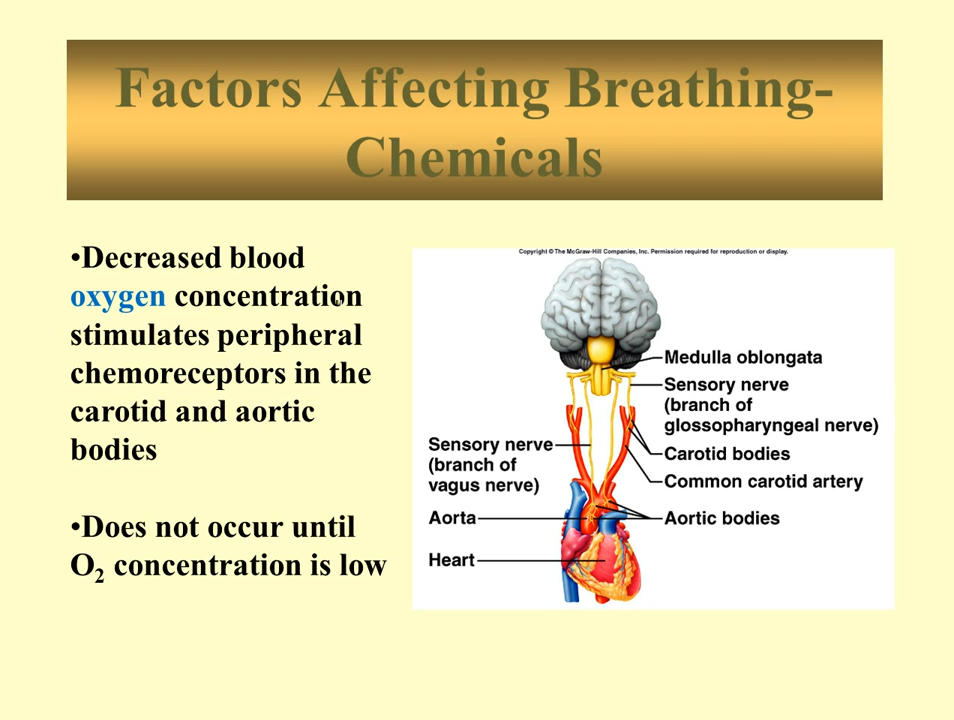 Factors Affecting Breathing-
Chemicals
•Decreased blood
oxygen concentration
stimulates peripheral
chemoreceptors in the
carotid and aortic
bodies
•Does not occur until
O₂ concentration is low
Copyright © The McGraw-Hill Companies, Inc. Permission required for reproduction or display.
Medulla oblongata
Sensory nerve
(branch of
glossopharyngeal nerve)
Carotid bodies
Common carotid artery
Aortic bodies
Sensory nerve
(branch of
vagus nerve)
Aorta
Heart